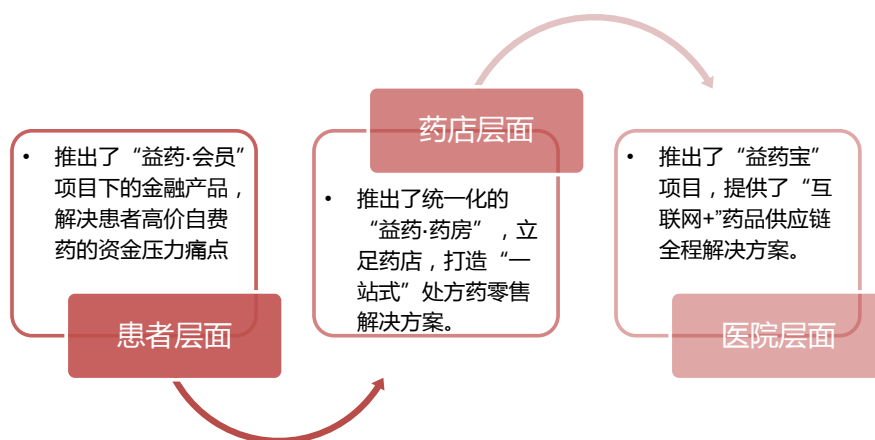 • 推出了“益药·会员”
项目下的金融产品，
解决患者高价自费
药的资金压力痛点
患者层面
药店层面
• 推出了统一化的
“益药·药房”，立
足药店，打造“一
站式”处方药零售
解决方案。
• 推出了“益药宝”
项目，提供了“互
联网+”药品供应链
全程解决方案。
医院层面